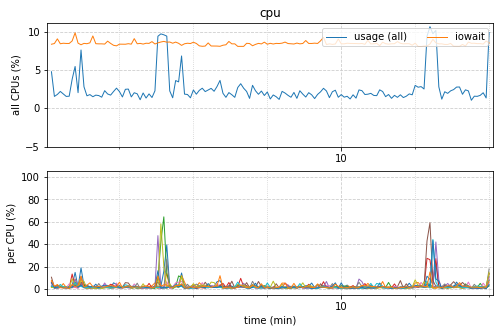 cpu
10
5
0
−5
all CPUs (%)
usage (all)
iowait
10
100
80
60
40
20
0
per CPU (%)
10
time (min)